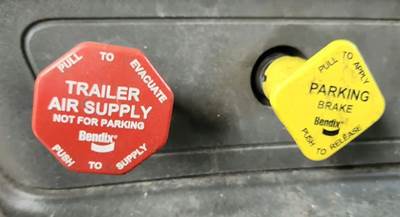 PULL TO EVACUATE
TRAILER
AIR SUPPLY
NOT FOR PARKING
Bendix®
PUSH TO SUPPLY
PULL TO APPLY
PARKING
BRAKE
Bendix
PUSH TO RELEASE